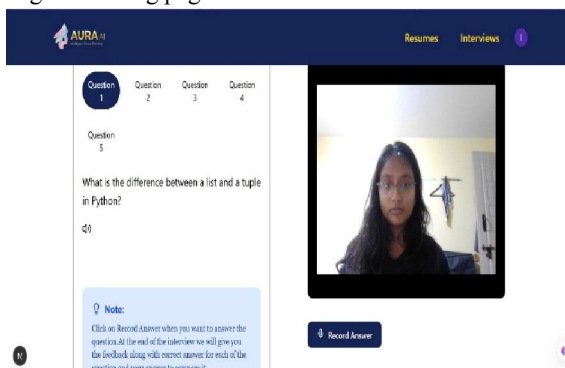 AURA AI
Resumes Interviews I
Question Question Question Question
1 2 3 4
Question
5
What is the difference between a list and a tuple
in Python?
Note:
Click on Record Answer when you want to answer the
question.At the end of the interview we will give you
the feedback along with correct answer for each of the
Record Answer
N